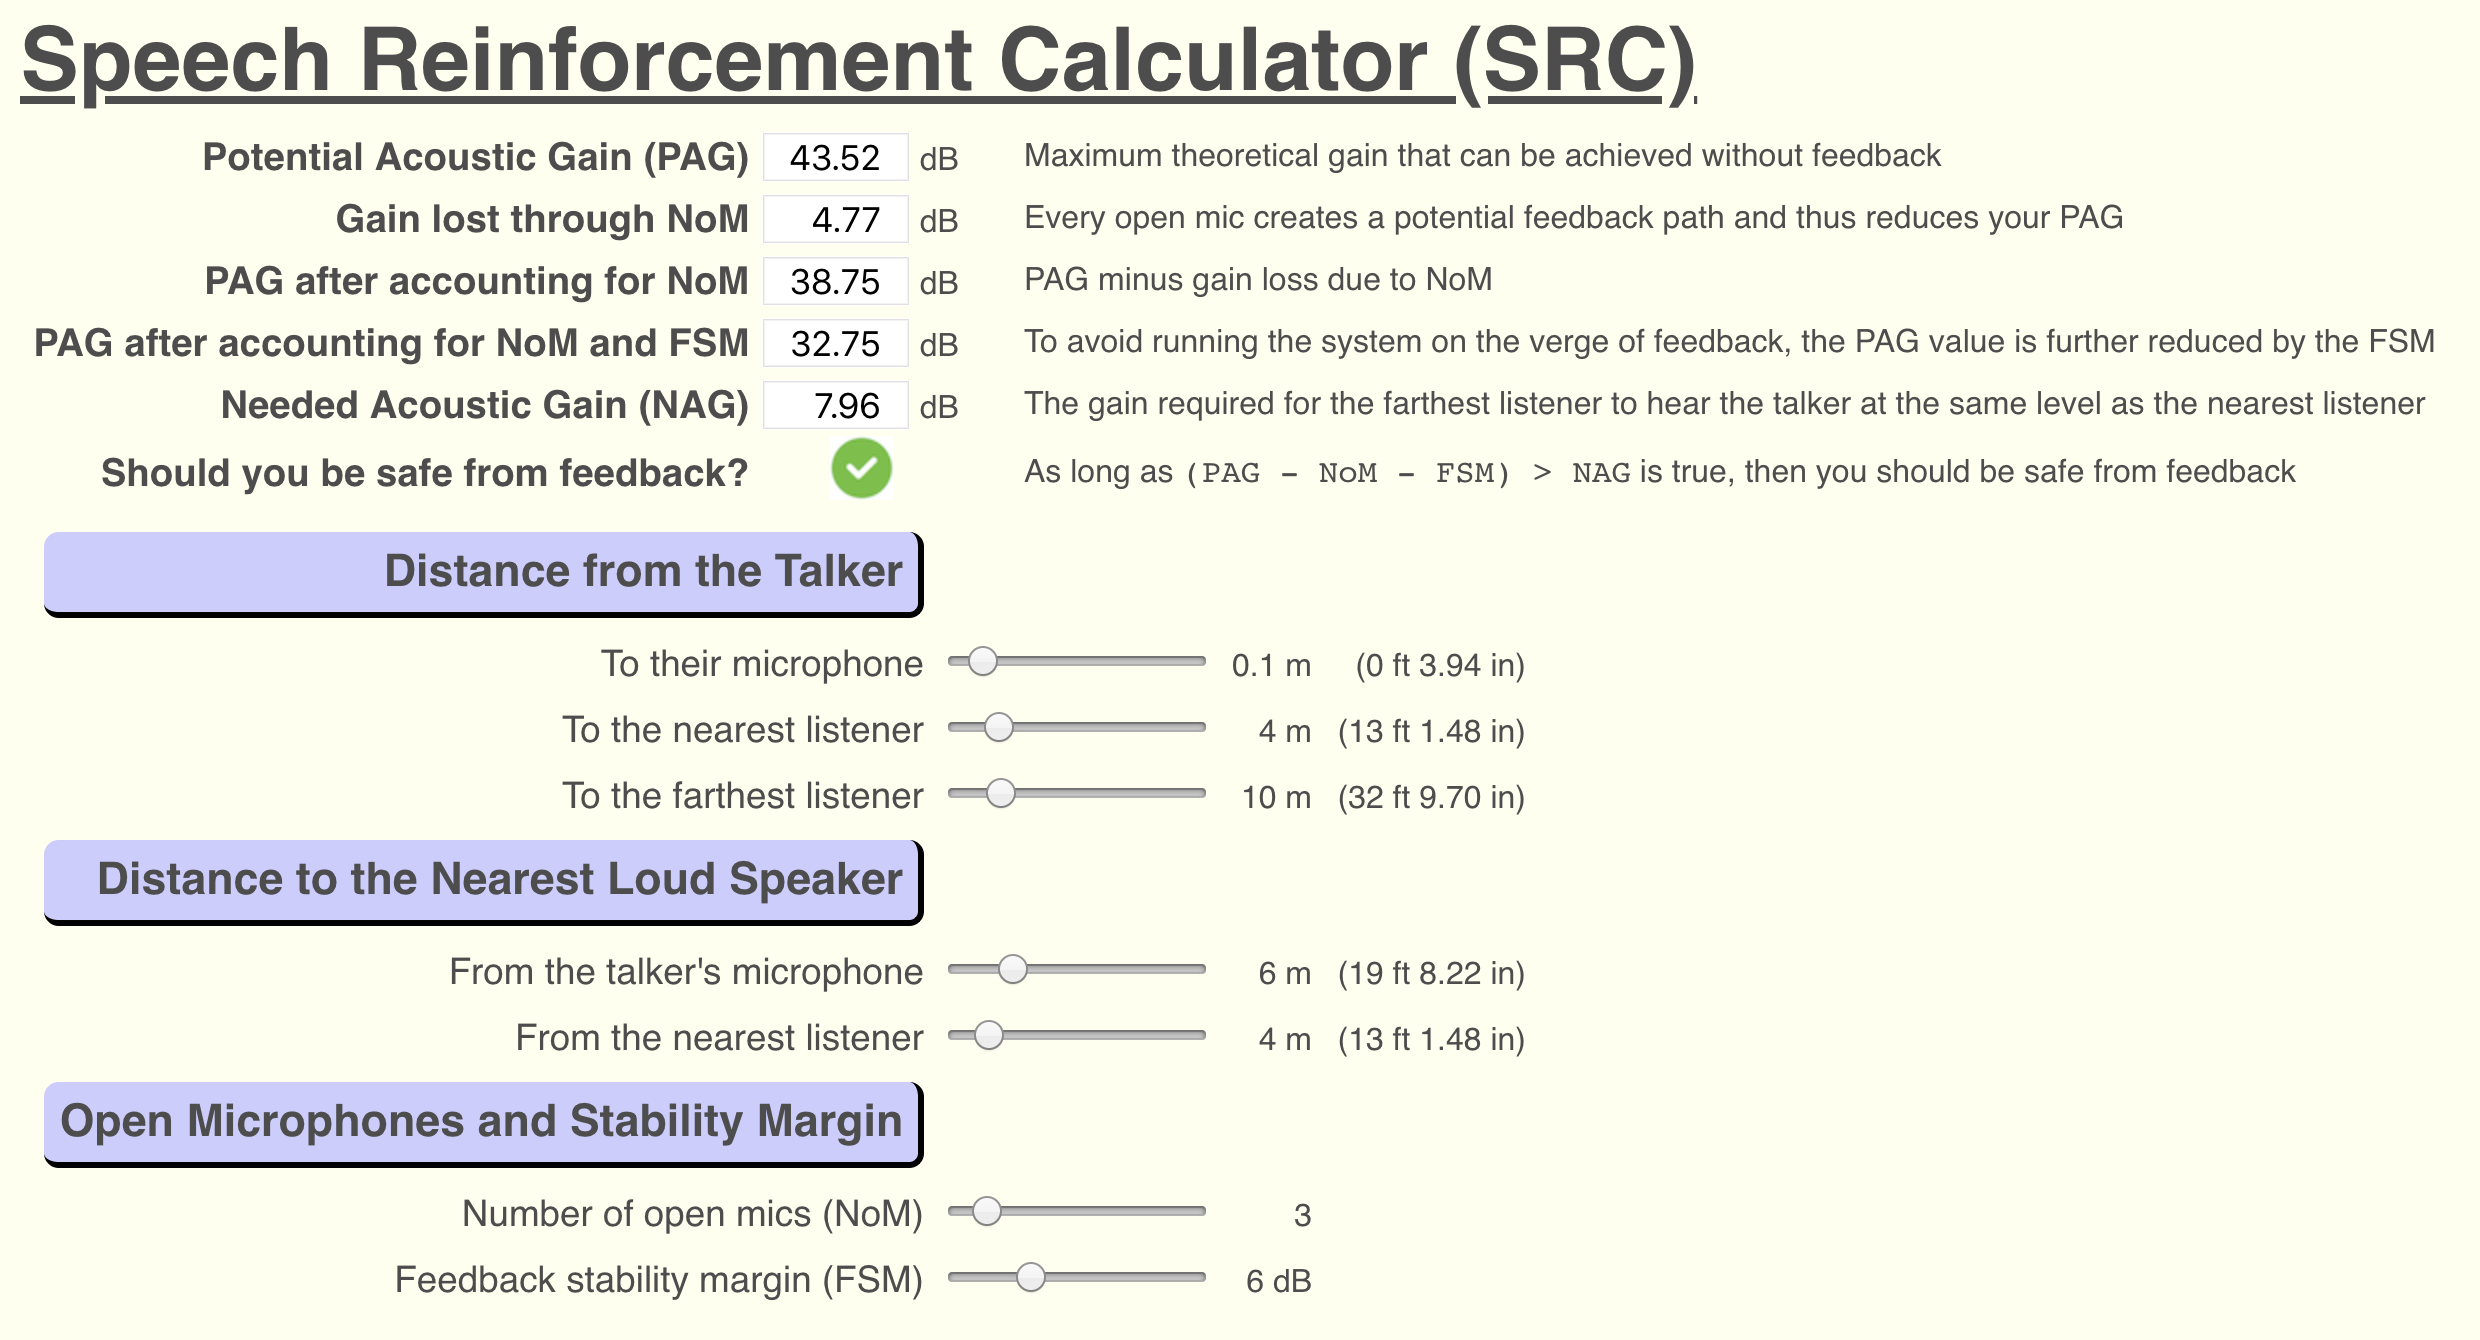 Speech Reinforcement Calculator (SRC)
Potential Acoustic Gain (PAG) 43.52 dB Maximum theoretical gain that can be achieved without feedback
Gain lost through NoM 4.77 dB Every open mic creates a potential feedback path and thus reduces your PAG
PAG after accounting for NoM 38.75 dB PAG minus gain loss due to NoM
PAG after accounting for NoM and FSM 32.75 dB To avoid running the system on the verge of feedback, the PAG value is further reduced by the FSM
Needed Acoustic Gain (NAG) 7.96 dB The gain required for the farthest listener to hear the talker at the same level as the nearest listener
Should you be safe from feedback? As long as (PAG - NoM - FSM) > NAG is true, then you should be safe from feedback
Distance from the Talker
To their microphone 0.1 m (0 ft 3.94 in)
To the nearest listener 4 m (13 ft 1.48 in)
To the farthest listener 10 m (32 ft 9.70 in)
Distance to the Nearest Loud Speaker
From the talker's microphone 6 m (19 ft 8.22 in)
From the nearest listener 4 m (13 ft 1.48 in)
Open Microphones and Stability Margin
Number of open mics (NoM) 3
Feedback stability margin (FSM) 6 dB